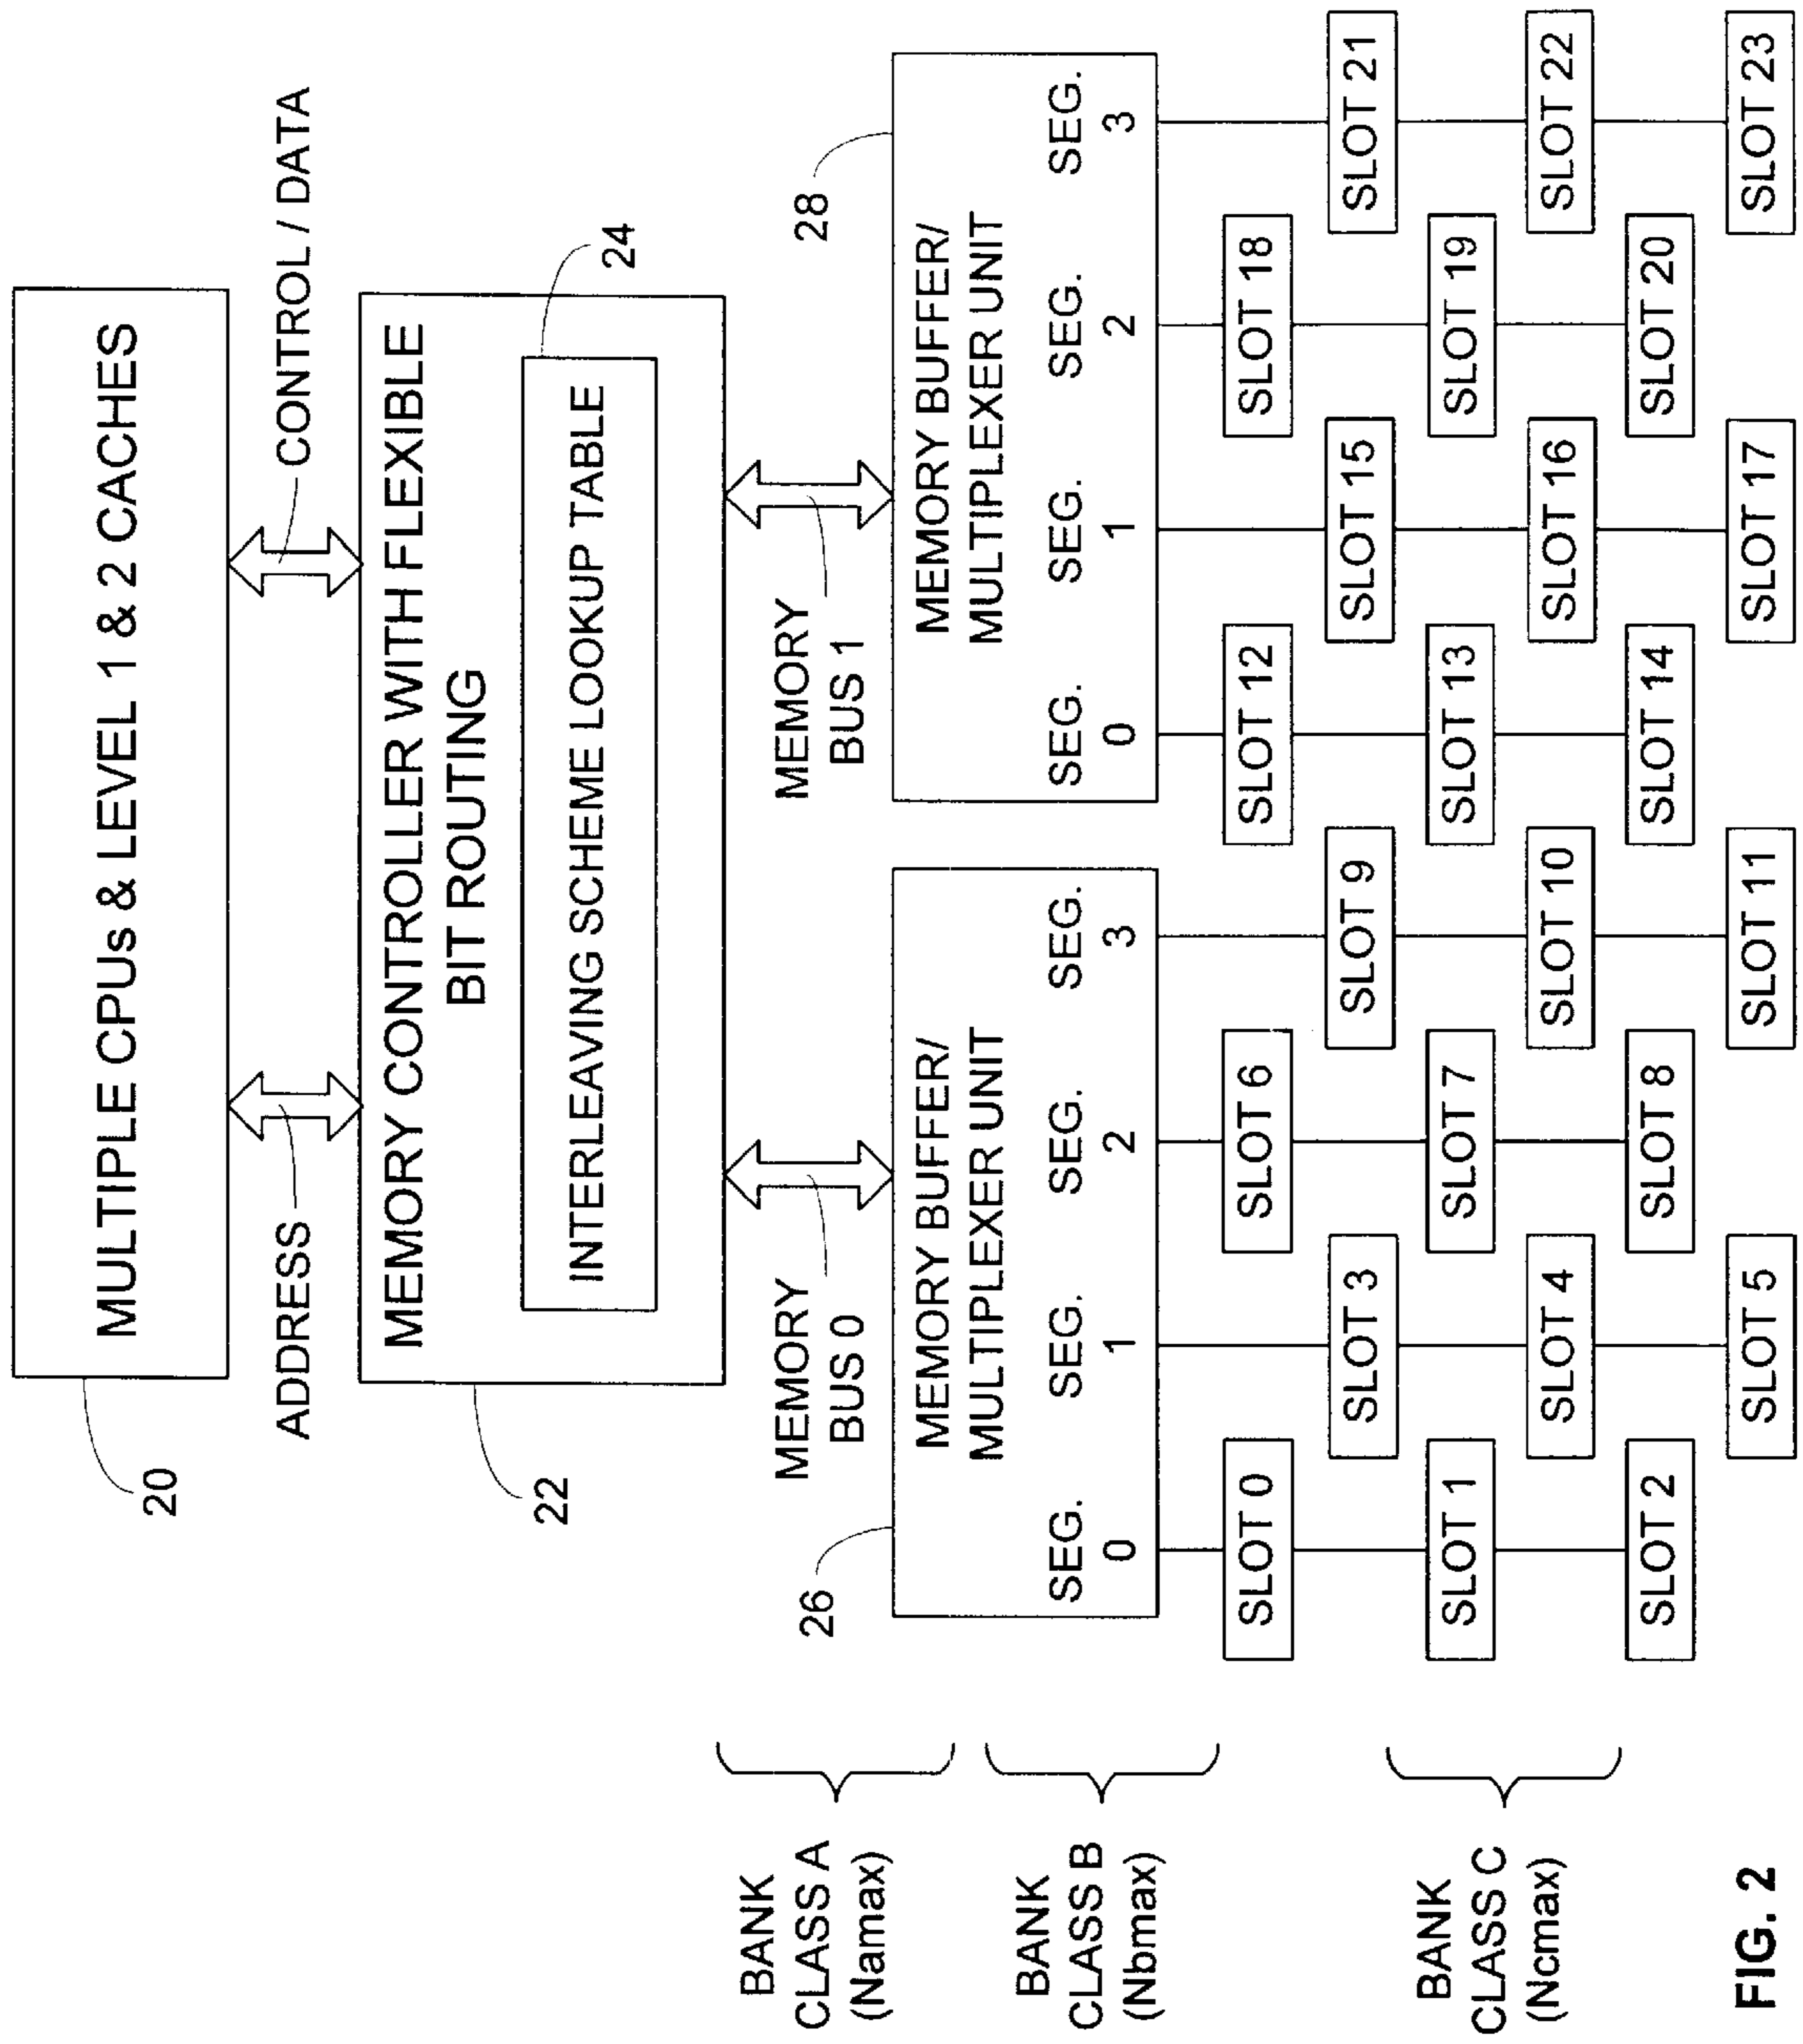 MULTIPLE CPUs & LEVEL 1 & 2 CACHES
20
ADDRESS
CONTROL / DATA
MEMORY CONTROLLER WITH FLEXIBLE
BIT ROUTING
22
INTERLEAVING SCHEME LOOKUP TABLE
24
BANK
CLASS A
(Namax)
MEMORY
BUS 0
MEMORY
BUS 1
26
MEMORY BUFFER/
MULTIPLEXER UNIT
SEG.
0
SEG.
1
SEG.
2
SEG.
3
28
MEMORY BUFFER/
MULTIPLEXER UNIT
SEG.
0
SEG.
1
SEG.
2
SEG.
3
BANK
CLASS B
(Nbmax)
SLOT 0
SLOT 6
SLOT 12
SLOT 18
SLOT 3
SLOT 9
SLOT 15
SLOT 21
BANK
CLASS C
(Ncmax)
SLOT 1
SLOT 7
SLOT 13
SLOT 19
SLOT 4
SLOT 10
SLOT 16
SLOT 22
SLOT 2
SLOT 8
SLOT 14
SLOT 20
SLOT 5
SLOT 11
SLOT 17
SLOT 23
FIG. 2